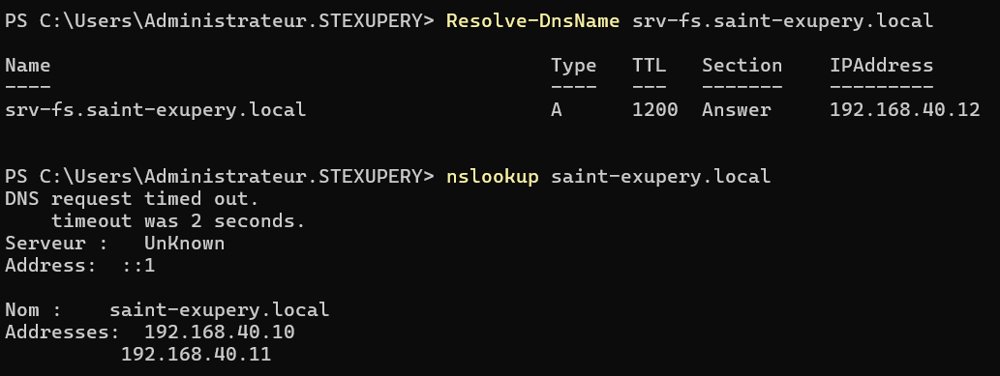 PS C:\Users\Administrateur.STEXUPERY> Resolve-DnsName srv-fs.saint-exupery.local
Name Type TTL Section IPAddress
---- ---- --- ------- ---------
srv-fs.saint-exupery.local A 1200 Answer 192.168.40.12
PS C:\Users\Administrateur.STEXUPERY> nslookup saint-exupery.local
DNS request timed out.
    timeout was 2 seconds.
Serveur :   UnKnown
Address:  ::1
Nom :    saint-exupery.local
Addresses:  192.168.40.10
          192.168.40.11